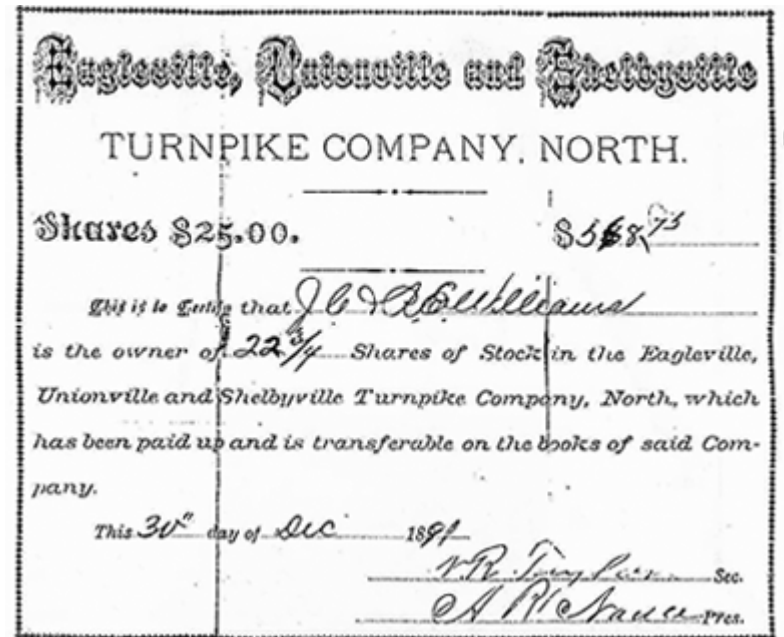 Eagleville, Unionville and Shelbyville
TURNPIKE COMPANY, NORTH.
Shares $25.00. $568.75
This is to Certify that J C & Williams
is the owner of 22 3/4 Shares of Stock in the Eagleville,
Unionville and Shelbyville Turnpike Company, North, which
has been paid up and is transferable on the books of said Com-
pany.
This 30" day of Dec 1891
Sec.
Pres.